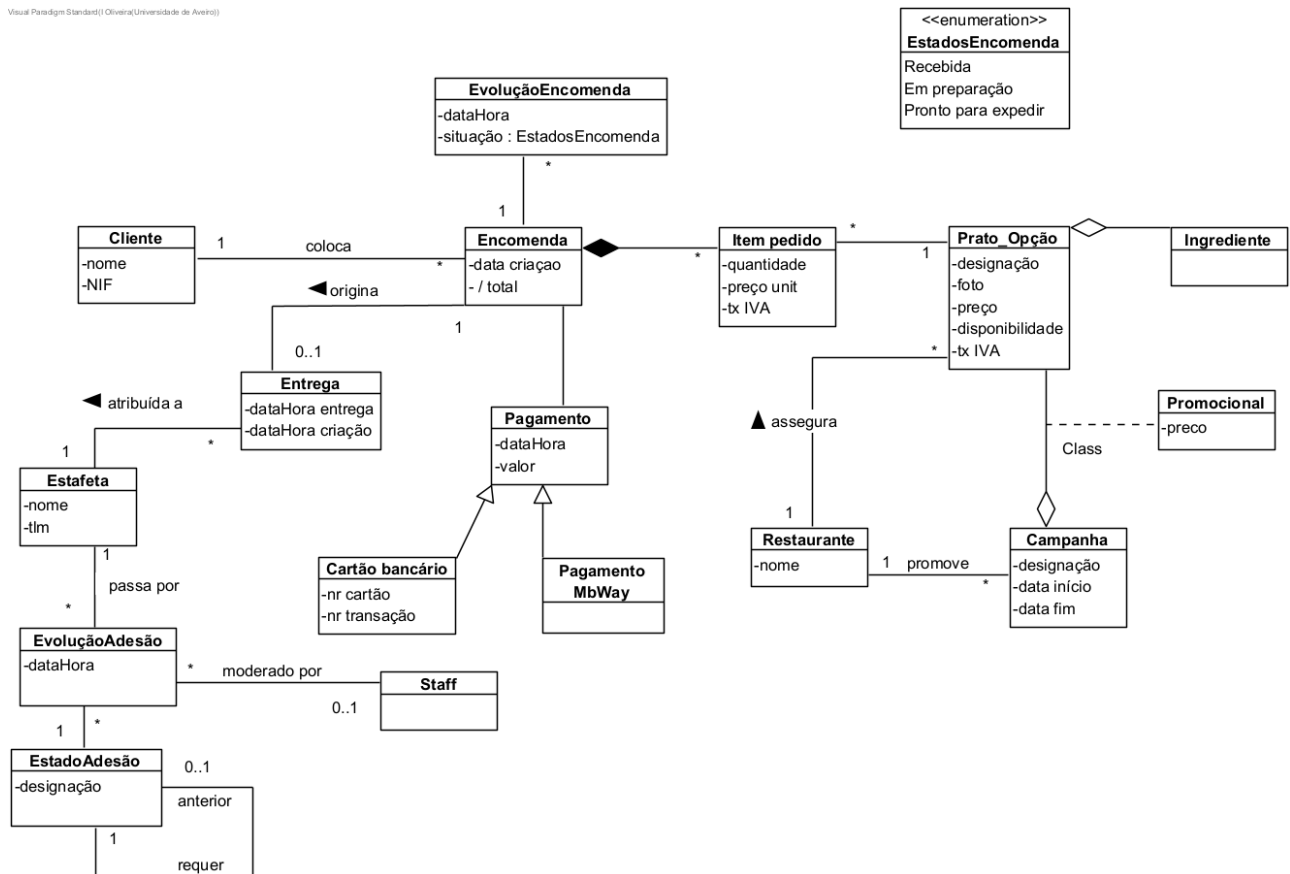 Visual Paradigm Standard(I Oliveira(Universidade de Aveiro))
<<enumeration>>
EstadosEncomenda
Recebida
Em preparação
Pronto para expedir
EvoluçãoEncomenda
-dataHora
-situação : EstadosEncomenda
*
1
Cliente
-nome
-NIF
1
coloca
*
Encomenda
-data criaçao
- / total
*
Item pedido
-quantidade
-preço unit
-tx IVA
*
1
Prato_Opção
-designação
-foto
-preço
-disponibilidade
-tx IVA
Ingrediente
origina
1
0..1
Entrega
-dataHora entrega
-dataHora criação
atribuída a
1
*
Estafeta
-nome
-tlm
Pagamento
-dataHora
-valor
Cartão bancário
-nr cartão
-nr transação
Pagamento
MbWay
*
assegura
1
Restaurante
-nome
1
promove
*
Campanha
-designação
-data início
-data fim
Class
Promocional
-preco
1
passa por
*
EvoluçãoAdesão
-dataHora
*
moderado por
0..1
Staff
1
*
EstadoAdesão
-designação
0..1
anterior
1
requer